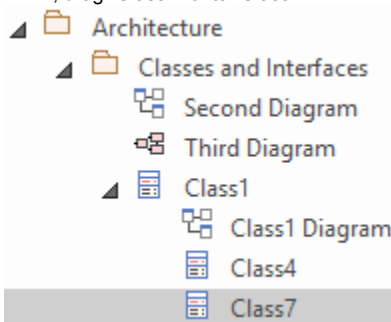 Architecture
Classes and Interfaces
Second Diagram
Third Diagram
Class1
Class1 Diagram
Class4
Class7